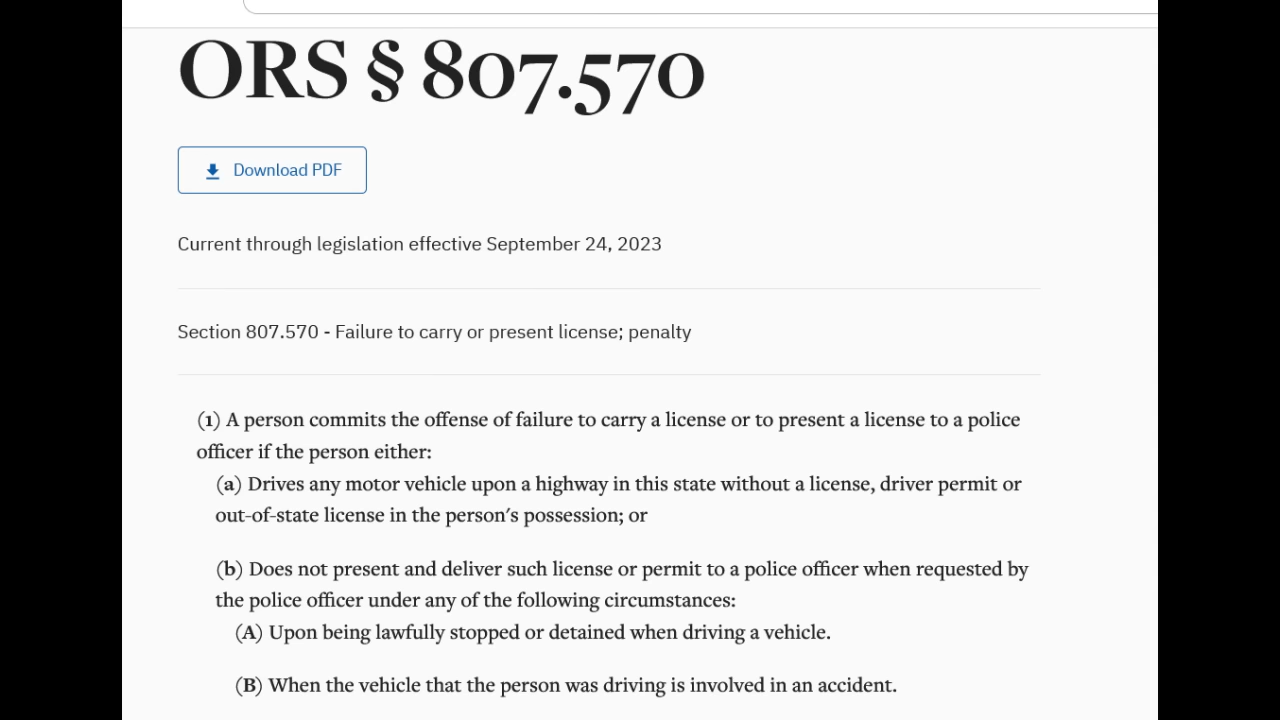 ORS § 807.570
Download PDF
Current through legislation effective September 24, 2023
Section 807.570 - Failure to carry or present license; penalty
(1) A person commits the offense of failure to carry a license or to present a license to a police
officer if the person either:
(a) Drives any motor vehicle upon a highway in this state without a license, driver permit or
out-of-state license in the person's possession; or
(b) Does not present and deliver such license or permit to a police officer when requested by
the police officer under any of the following circumstances:
(A) Upon being lawfully stopped or detained when driving a vehicle.
(B) When the vehicle that the person was driving is involved in an accident.